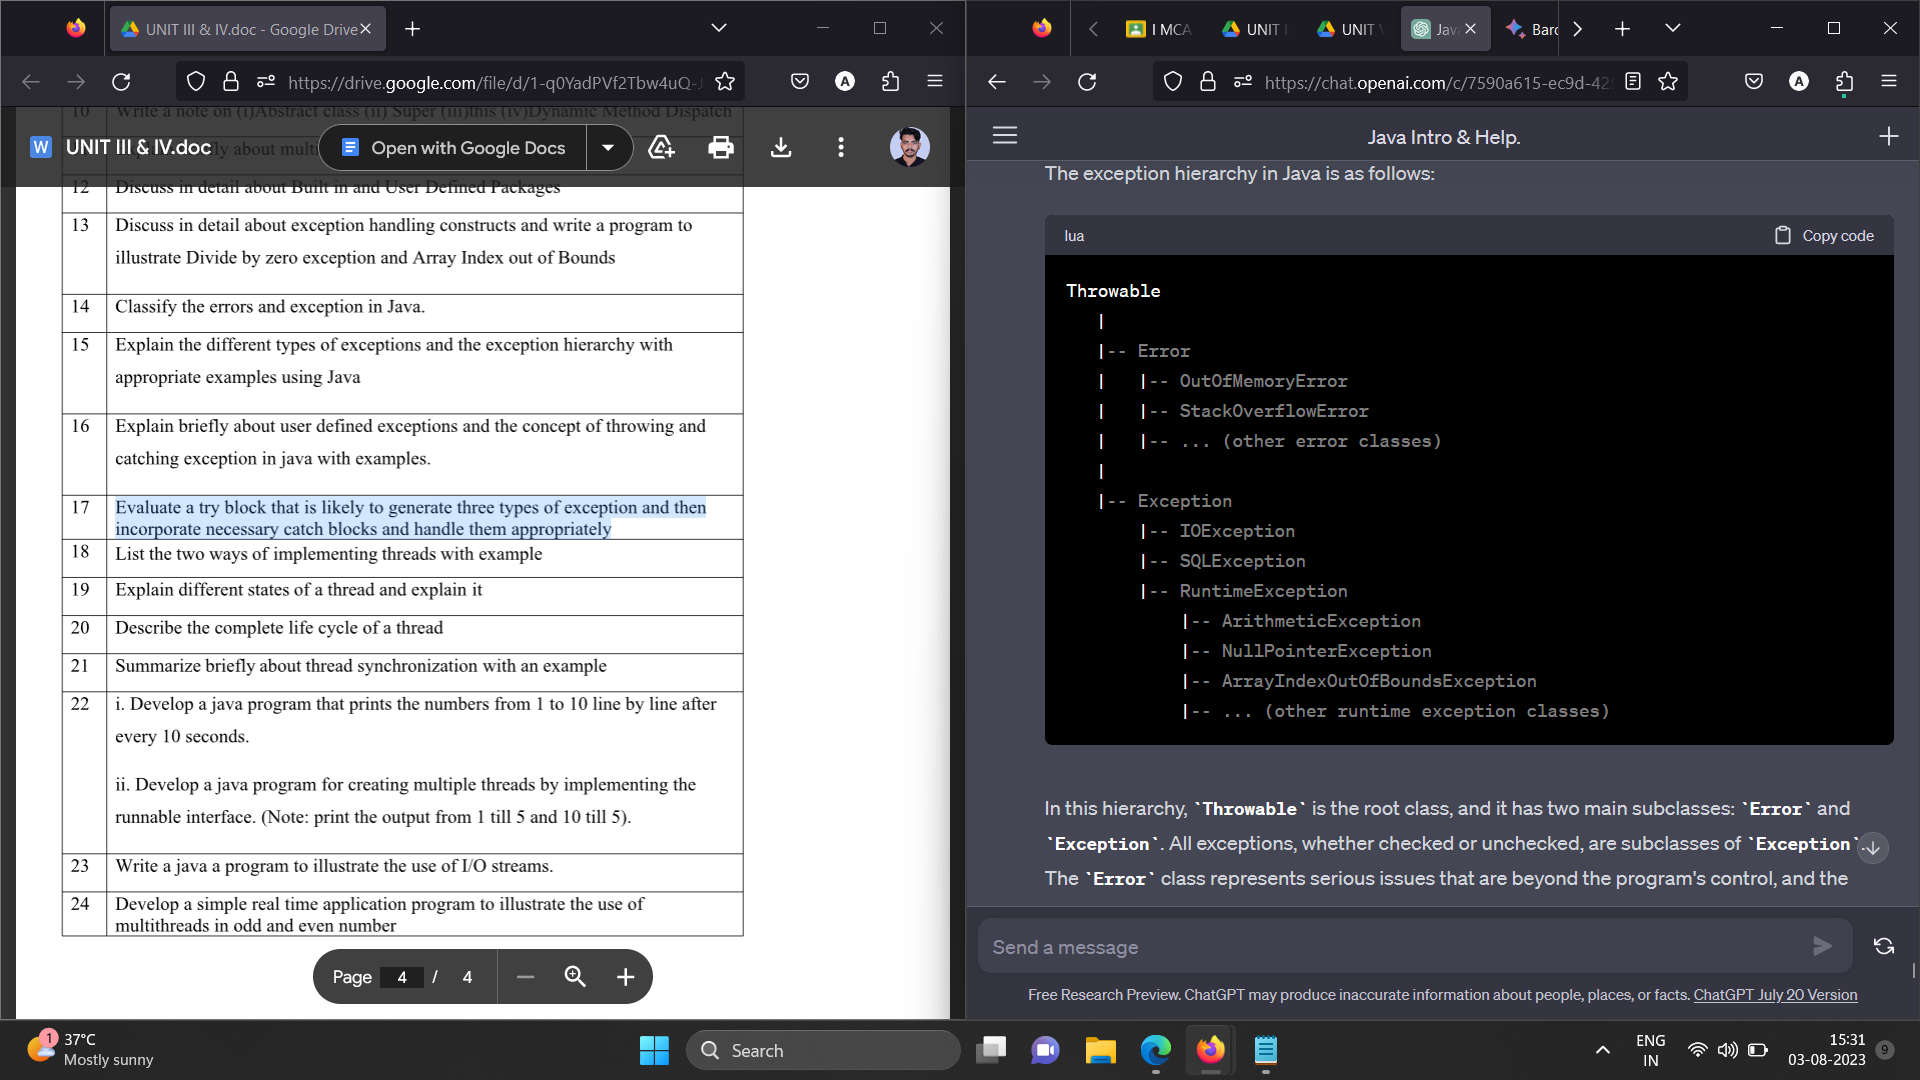 UNIT III & IV.doc - Google Drive
https://drive.google.com/file/d/1-q0YadPVf2Tbw4uQ-
10 Write a note on (i)Abstract class (ii) Super (iii)this (iv)Dynamic Method Dispatch
W UNIT III & IV.doc
Open with Google Docs
12 Discuss in detail about Built in and User Defined Packages
13 Discuss in detail about exception handling constructs and write a program to
illustrate Divide by zero exception and Array Index out of Bounds
14 Classify the errors and exception in Java.
15 Explain the different types of exceptions and the exception hierarchy with
appropriate examples using Java
16 Explain briefly about user defined exceptions and the concept of throwing and
catching exception in java with examples.
17 Evaluate a try block that is likely to generate three types of exception and then
incorporate necessary catch blocks and handle them appropriately
18 List the two ways of implementing threads with example
19 Explain different states of a thread and explain it
20 Describe the complete life cycle of a thread
21 Summarize briefly about thread synchronization with an example
22 i. Develop a java program that prints the numbers from 1 to 10 line by line after
every 10 seconds.
ii. Develop a java program for creating multiple threads by implementing the
runnable interface. (Note: print the output from 1 till 5 and 10 till 5).
23 Write a java a program to illustrate the use of I/O streams.
24 Develop a simple real time application program to illustrate the use of
multithreads in odd and even number
Page 4 / 4
I MCA UNIT I UNIT V Java Bard
https://chat.openai.com/c/7590a615-ec9d-42
A
A
Java Intro & Help.
The exception hierarchy in Java is as follows:
lua Copy code
Throwable
|
|-- Error
| |-- OutOfMemoryError
| |-- StackOverflowError
| |-- ... (other error classes)
|
|-- Exception
|-- IOException
|-- SQLException
|-- RuntimeException
|-- ArithmeticException
|-- NullPointerException
|-- ArrayIndexOutOfBoundsException
|-- ... (other runtime exception classes)
In this hierarchy, `Throwable` is the root class, and it has two main subclasses: `Error` and
`Exception`. All exceptions, whether checked or unchecked, are subclasses of `Exception`.
The `Error` class represents serious issues that are beyond the program's control, and the
Send a message
Free Research Preview. ChatGPT may produce inaccurate information about people, places, or facts. ChatGPT July 20 Version
1
37°C
Mostly sunny
Search
ENG
IN
15:31
03-08-2023
9